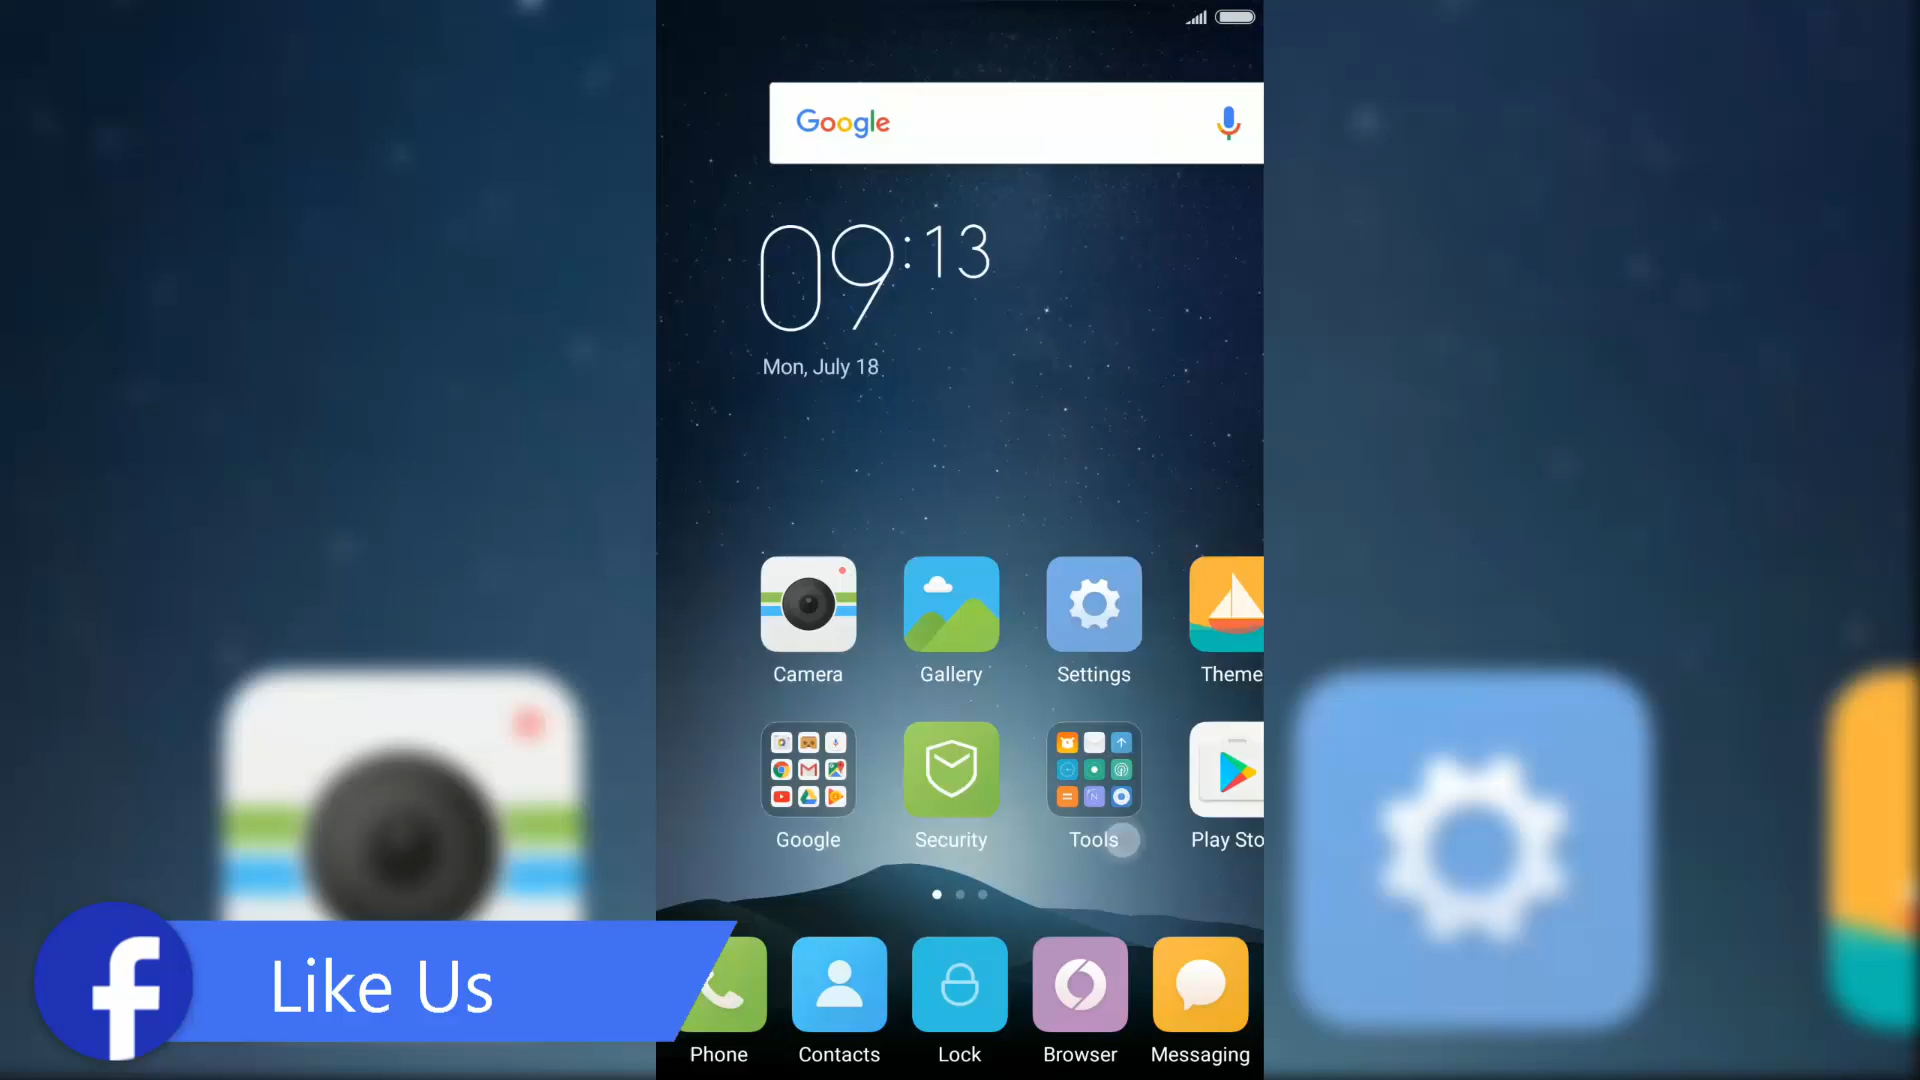 Google
09:13
Mon, July 18
Camera
Gallery
Settings
Theme
Google
Security
Tools
Play Sto
Like Us
Phone
Contacts
Lock
Browser
Messaging